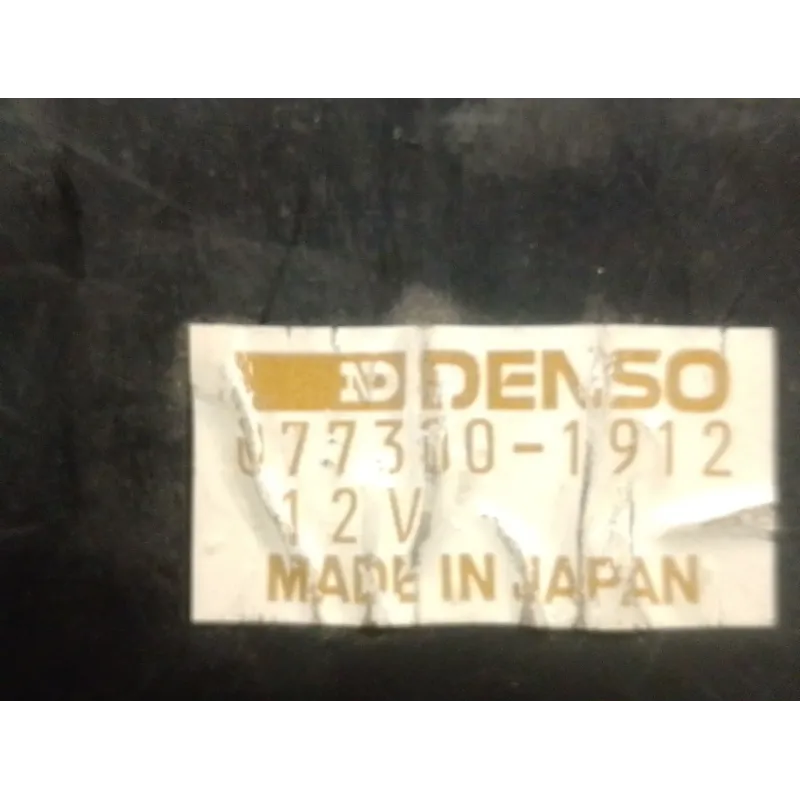 ND DENSO
077300-1912
12V
MADE IN JAPAN